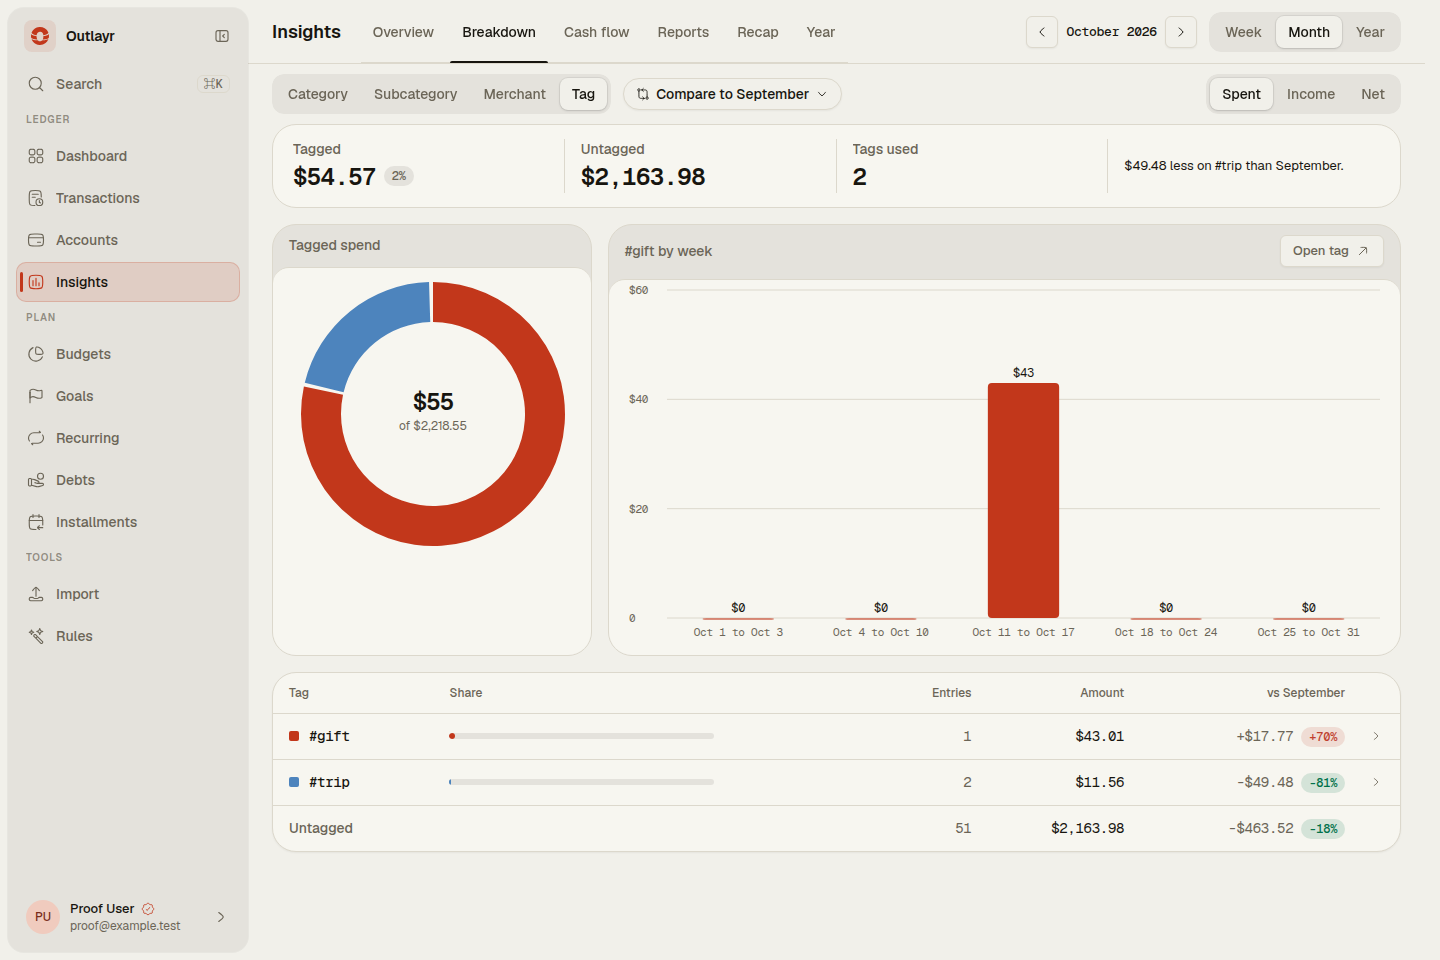 Outlayr
Search ⌘K
LEDGER
Dashboard
Transactions
Accounts
Insights
PLAN
Budgets
Goals
Recurring
Debts
Installments
TOOLS
Import
Rules
PU
Proof User
proof@example.test
Insights Overview Breakdown Cash flow Reports Recap Year
October 2026
Week Month Year
Category Subcategory Merchant Tag
Compare to September
Spent Income Net
Tagged
$54.57 2%
Untagged
$2,163.98
Tags used
2
$49.48 less on #trip than September.
Tagged spend
$55
of $2,218.55
#gift by week
Open tag
$60
$40
$20
0
$0 $0 $43 $0 $0
Oct 1 to Oct 3 Oct 4 to Oct 10 Oct 11 to Oct 17 Oct 18 to Oct 24 Oct 25 to Oct 31
Tag Share Entries Amount vs September
#gift 1 $43.01 +$17.77 +70%
#trip 2 $11.56 -$49.48 -81%
Untagged 51 $2,163.98 -$463.52 -18%